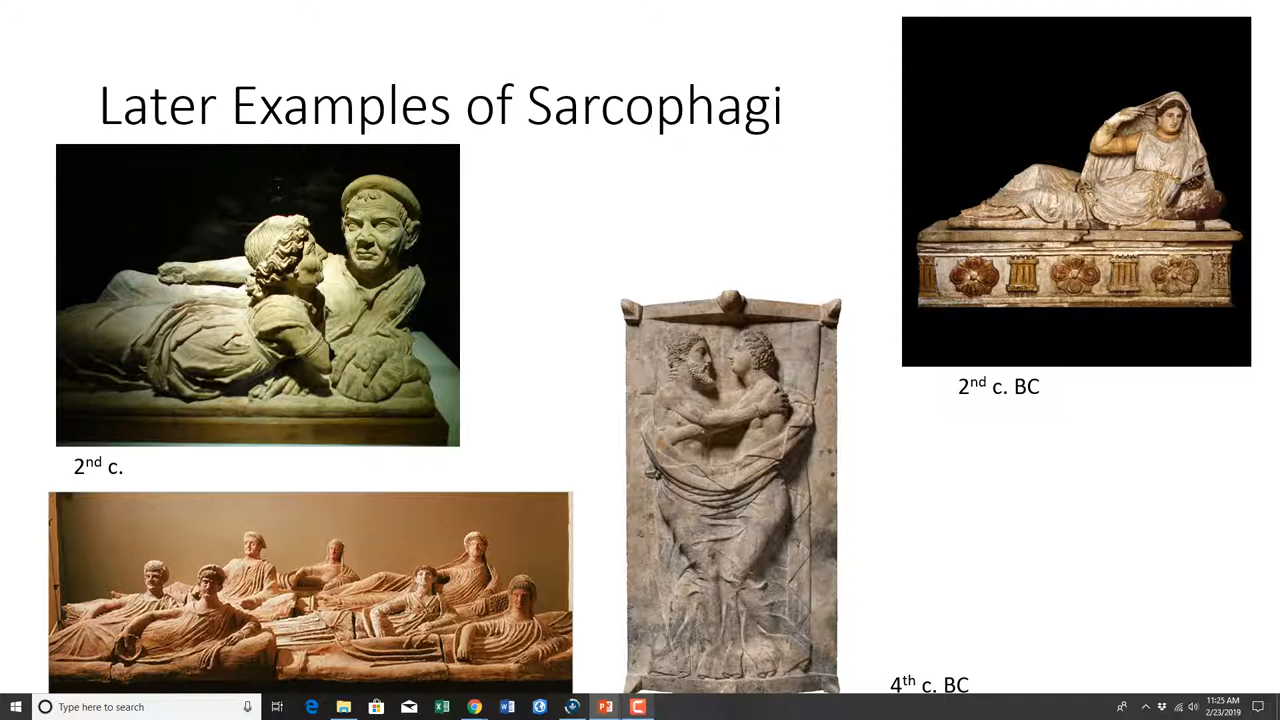 Later Examples of Sarcophagi
2nd c. BC
2nd c.
4th c. BC
Type here to search
11:25 AM
2/23/2019